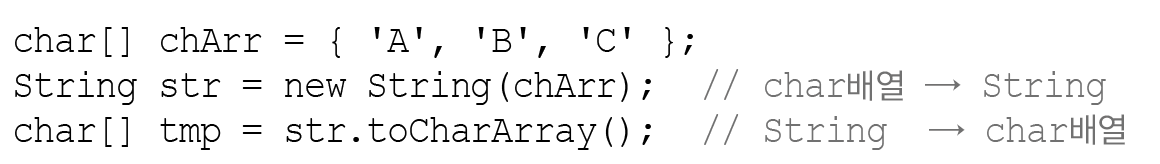 char[] chArr = { 'A', 'B', 'C' };
String str = new String(chArr);  // char배열 → String
char[] tmp = str.toCharArray();  // String  → char배열